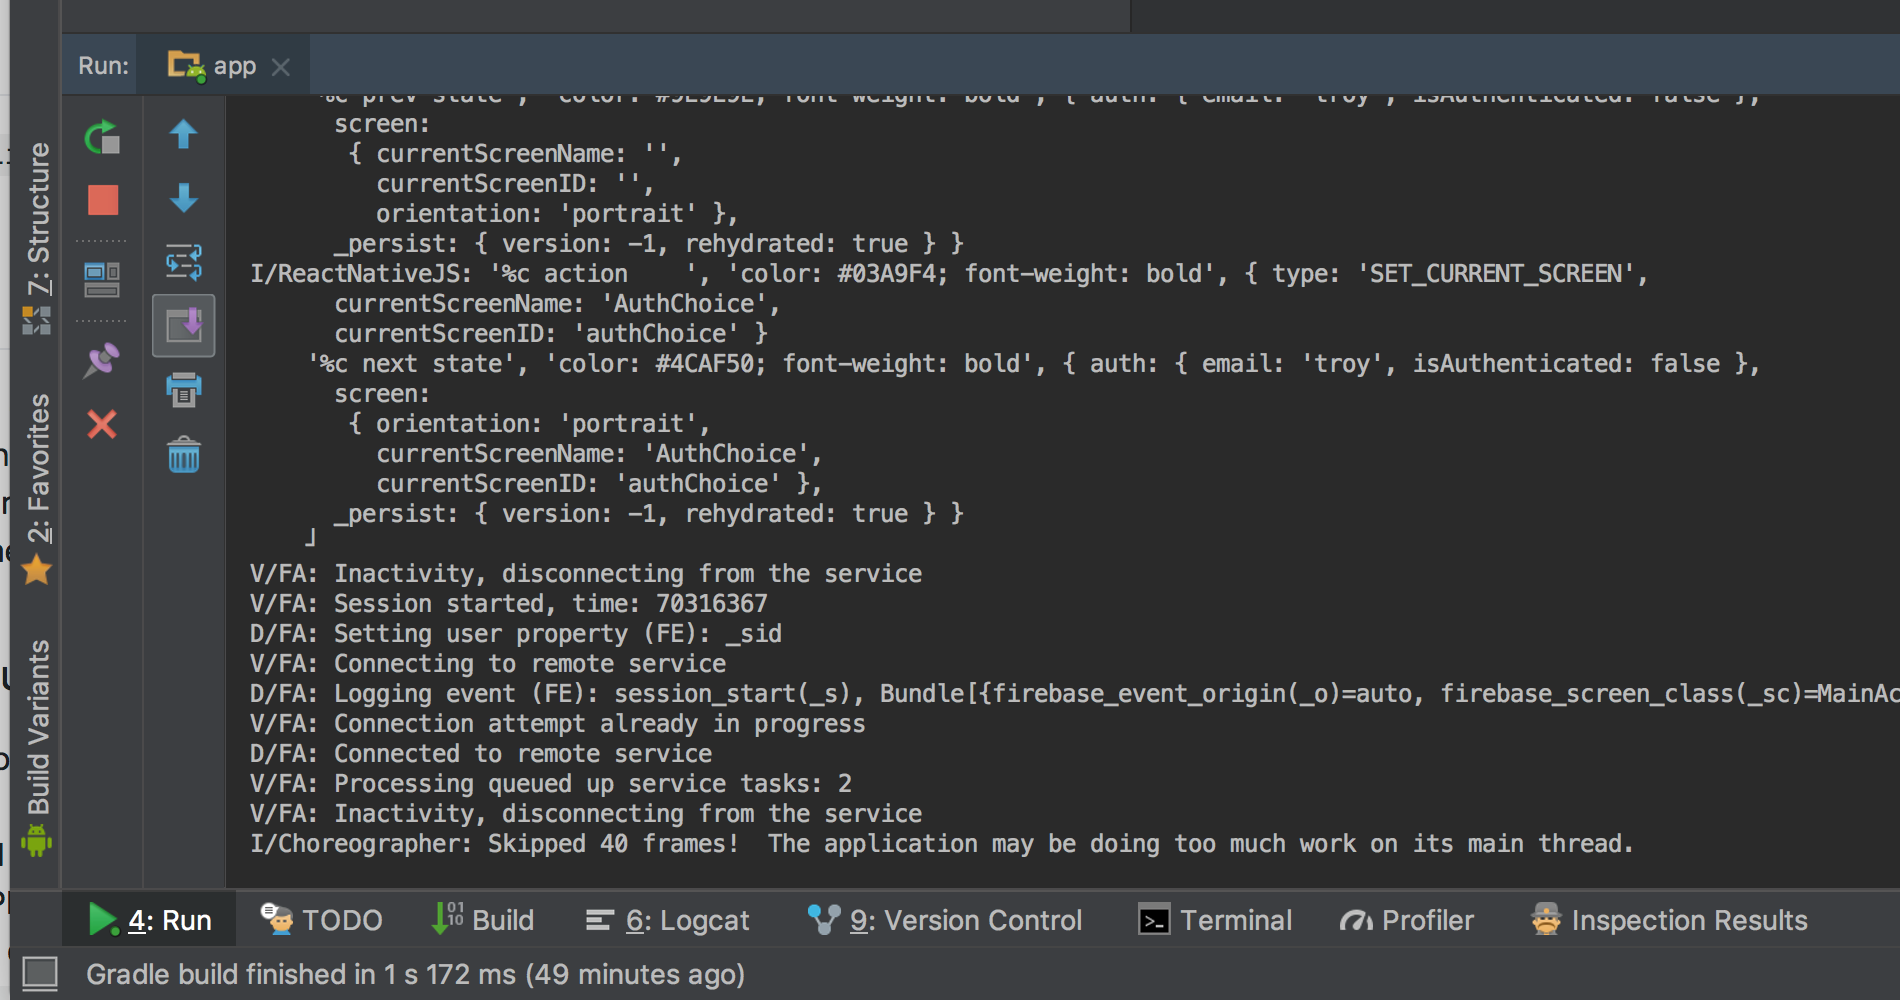 Run: app
'%c prev state', 'color: #9E9E9E; font-weight: bold', { auth: { email: 'troy', isAuthenticated: false },
screen:
{ currentScreenName: '',
currentScreenID: '',
orientation: 'portrait' },
_persist: { version: -1, rehydrated: true } }
I/ReactNativeJS: '%c action    ', 'color: #03A9F4; font-weight: bold', { type: 'SET_CURRENT_SCREEN',
currentScreenName: 'AuthChoice',
currentScreenID: 'authChoice' }
'%c next state', 'color: #4CAF50; font-weight: bold', { auth: { email: 'troy', isAuthenticated: false },
screen:
{ orientation: 'portrait',
currentScreenName: 'AuthChoice',
currentScreenID: 'authChoice' },
_persist: { version: -1, rehydrated: true } }
┘
V/FA: Inactivity, disconnecting from the service
V/FA: Session started, time: 70316367
D/FA: Setting user property (FE): _sid
V/FA: Connecting to remote service
D/FA: Logging event (FE): session_start(_s), Bundle[{firebase_event_origin(_o)=auto, firebase_screen_class(_sc)=MainAc
V/FA: Connection attempt already in progress
D/FA: Connected to remote service
V/FA: Processing queued up service tasks: 2
V/FA: Inactivity, disconnecting from the service
I/Choreographer: Skipped 40 frames!  The application may be doing too much work on its main thread.
7: Structure
2: Favorites
Build Variants
4: Run TODO Build 6: Logcat 9: Version Control Terminal Profiler Inspection Results
Gradle build finished in 1 s 172 ms (49 minutes ago)